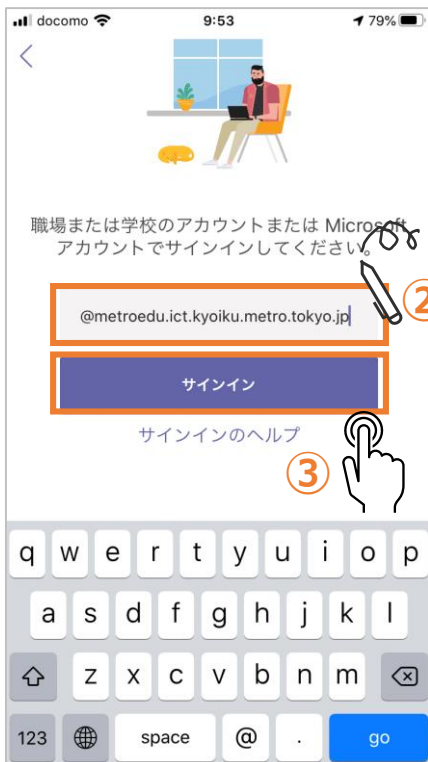 docomo 9:53 79%
職場または学校のアカウントまたは Microsoft
アカウントでサインインしてください。
@metroedu.ict.kyoiku.metro.tokyo.jp
②
サインイン
サインインのヘルプ
③
q w e r t y u i o p
a s d f g h j k l
z x c v b n m
123 space @ . go